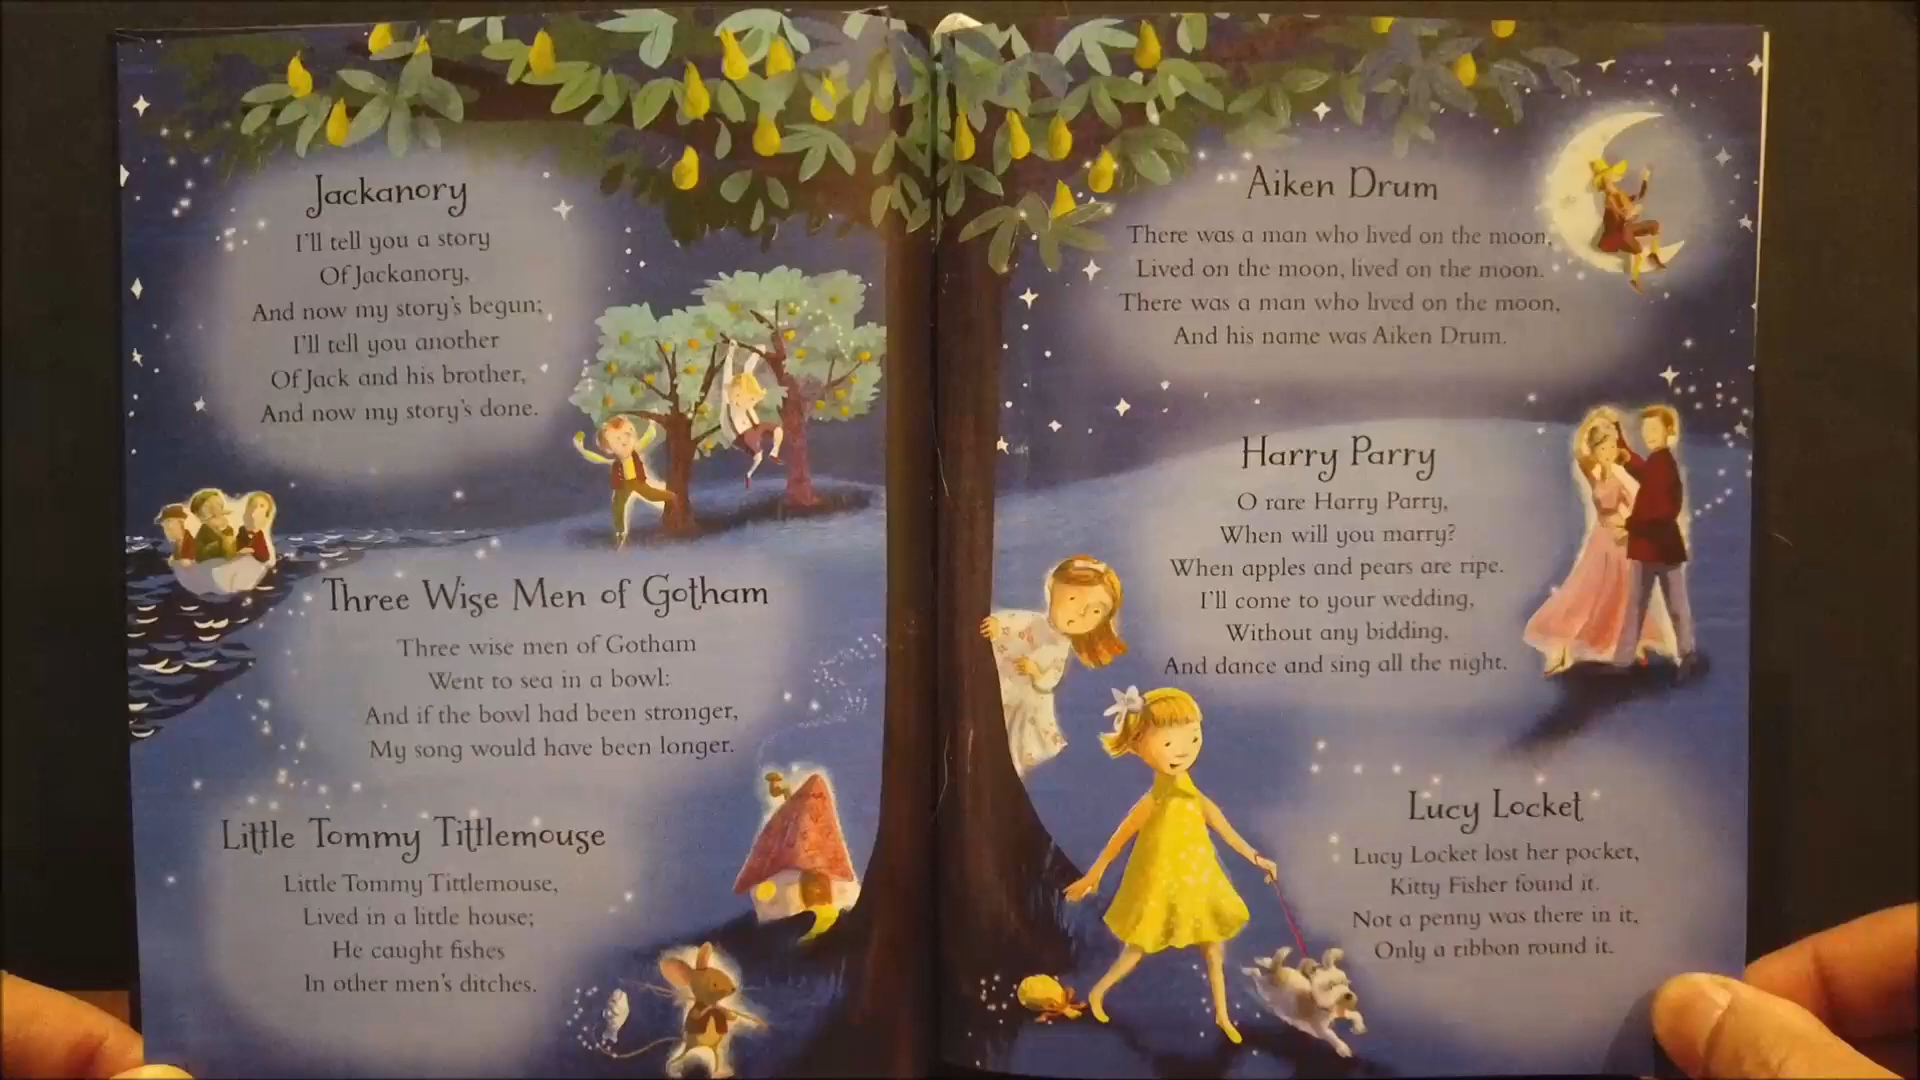 Jackanory
I'll tell you a story
Of Jackanory,
And now my story's begun;
I'll tell you another
Of Jack and his brother,
And now my story's done.
Three Wise Men of Gotham
Three wise men of Gotham
Went to sea in a bowl:
And if the bowl had been stronger,
My song would have been longer.
Little Tommy Tittlemouse
Little Tommy Tittlemouse,
Lived in a little house;
He caught fishes
In other men's ditches.
Aiken Drum
There was a man who lived on the moon,
Lived on the moon, lived on the moon.
There was a man who lived on the moon,
And his name was Aiken Drum.
Harry Parry
O rare Harry Parry,
When will you marry?
When apples and pears are ripe.
I'll come to your wedding,
Without any bidding,
And dance and sing all the night.
Lucy Locket
Lucy Locket lost her pocket,
Kitty Fisher found it.
Not a penny was there in it,
Only a ribbon round it.